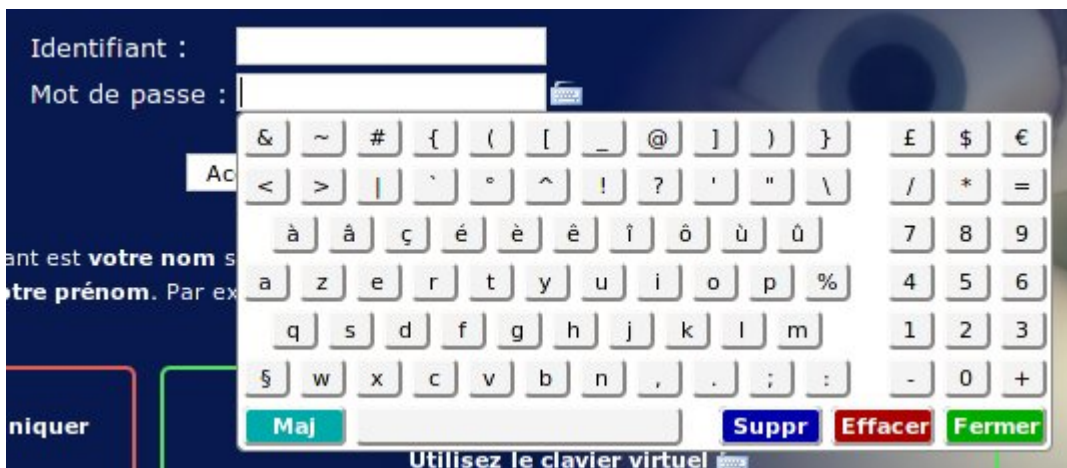 Identifiant :
Mot de passe :
& ~ # { ( [ _ @ ] ) } £ $ €
Ac
< > | ` ° ^ ! ? ' " \ / * =
à â ç é è ê î ô ù û 7 8 9
ant est votre nom s
a z e r t y u i o p % 4 5 6
otre prénom. Par ex
q s d f g h j k l m 1 2 3
§ w x c v b n , . ; : - 0 +
niquer
Maj Suppr Effacer Fermer
Utilisez le clavier virtuel